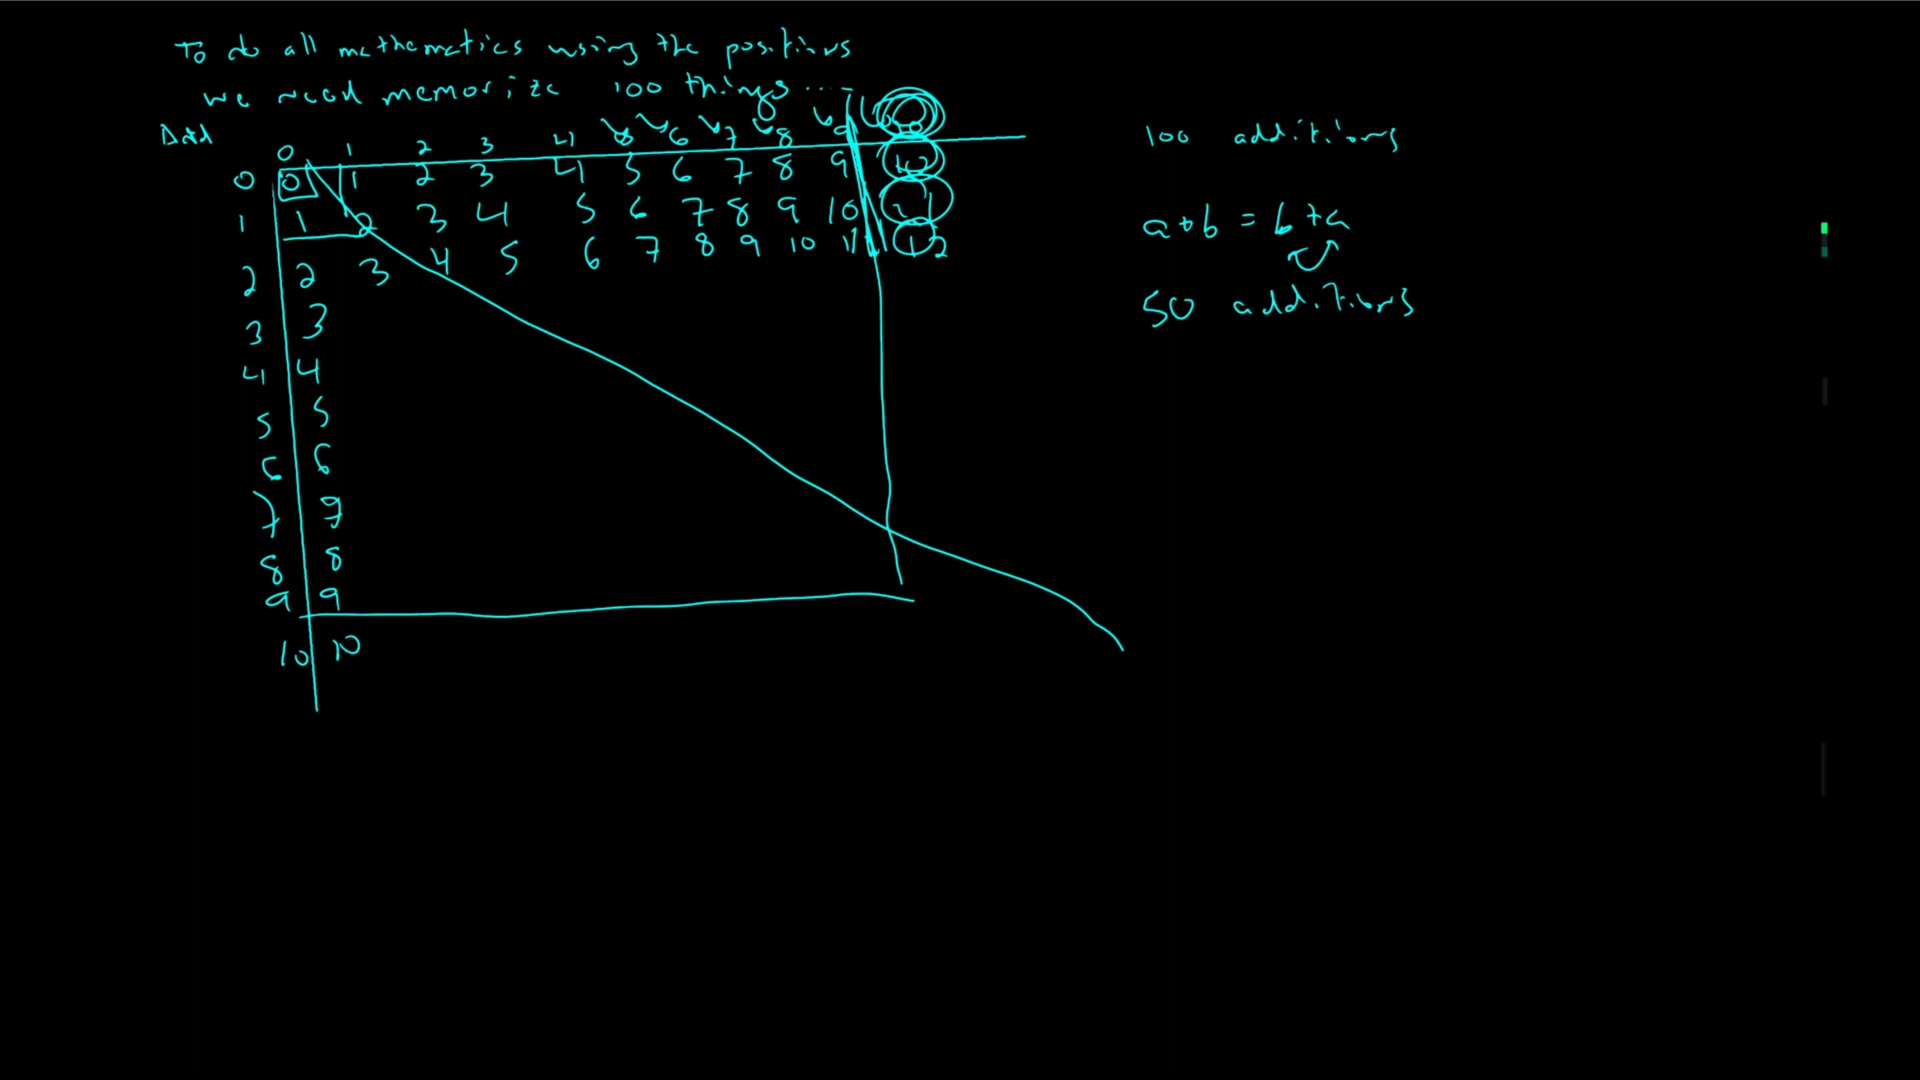 To do all mathematics using the positions
we need memorize 100 things ....
0 1 2 3 4 5 6 7 8 9
0 0 1 2 3 4 5 6 7 8 9 10
1 1 2 3 4 5 6 7 8 9 10
2 2 3 4 5 6 7 8 9 10 11 12
3 3
4 4
5 5
6 6
7 9
8 8
9 9
10 10
100 additions
a+b = b+a
50 additions